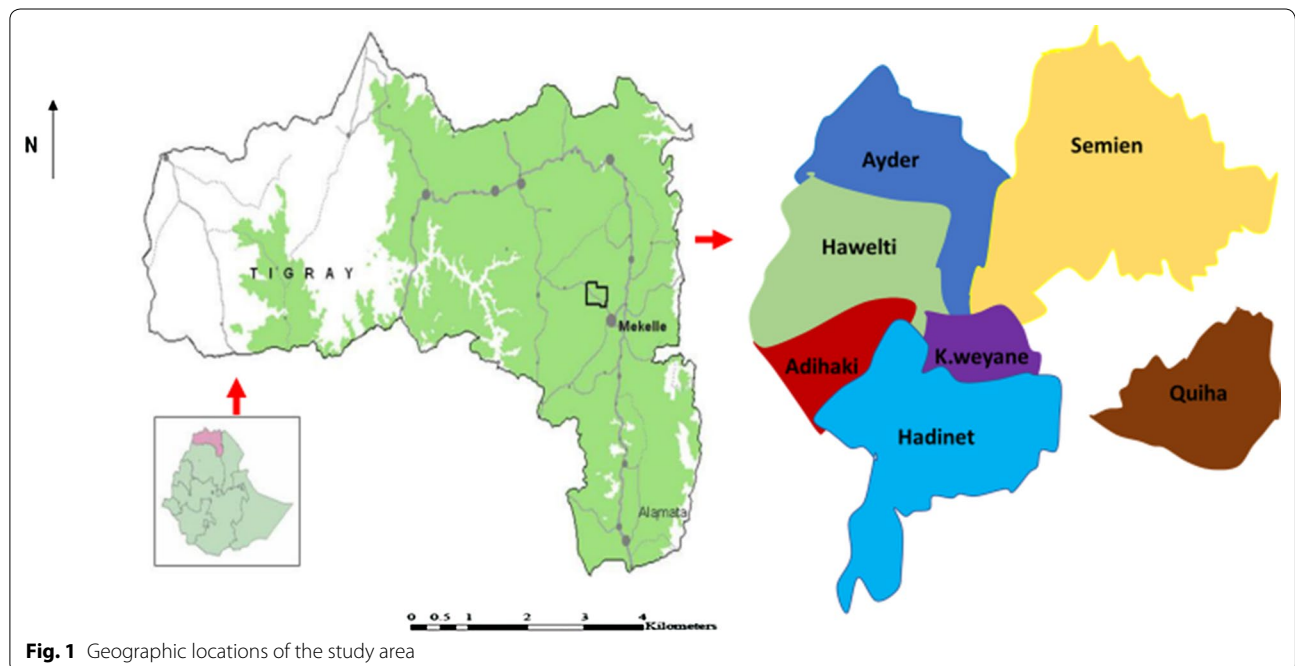 N
TIGRAY
Mekelle
Alamata
Ayder
Semien
Hawelti
Adihaki
K.weyane
Quiha
Hadinet
0 0.5 1 2 3 4
Kilometers
Fig. 1 Geographic locations of the study area